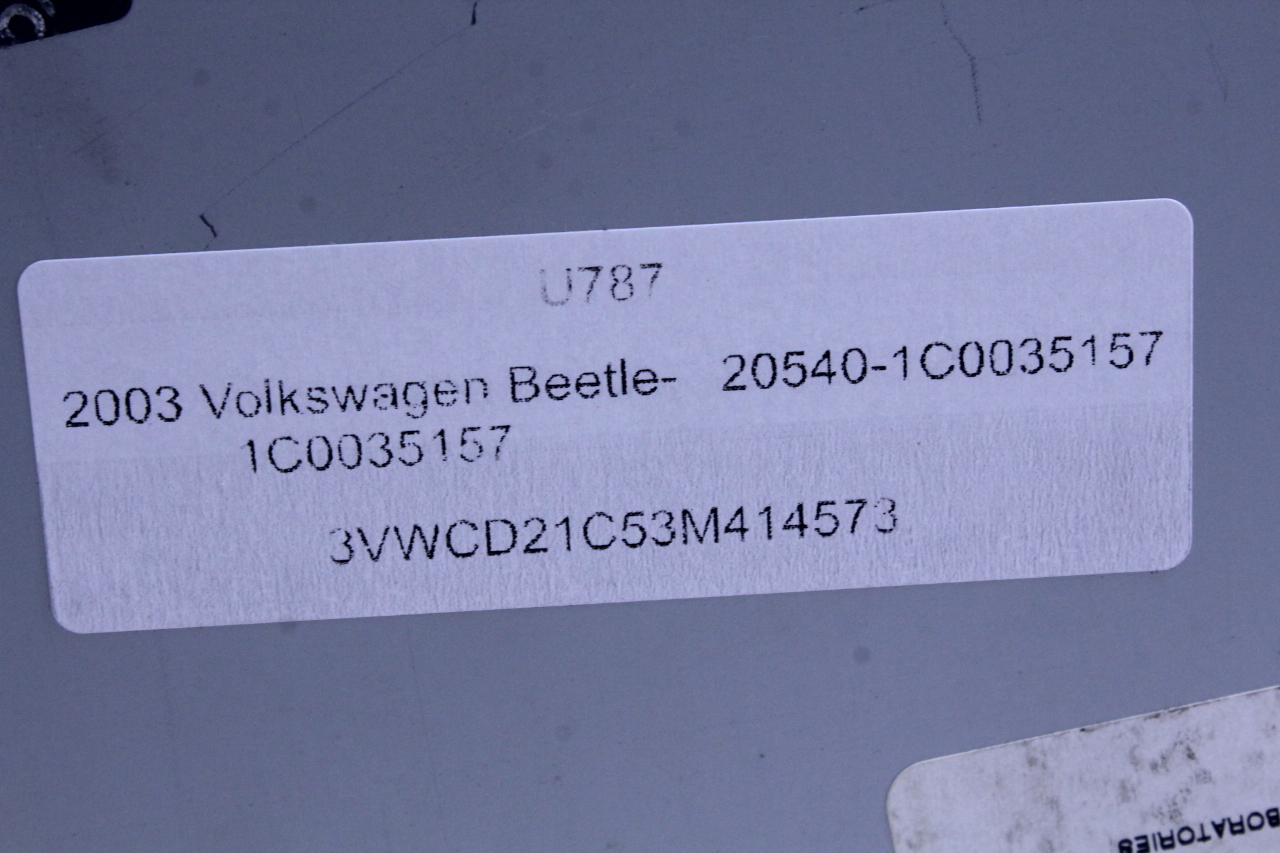 U787
2003 Volkswagen Beetle- 20540-1C0035157
1C0035157
3VWCD21C53M414573